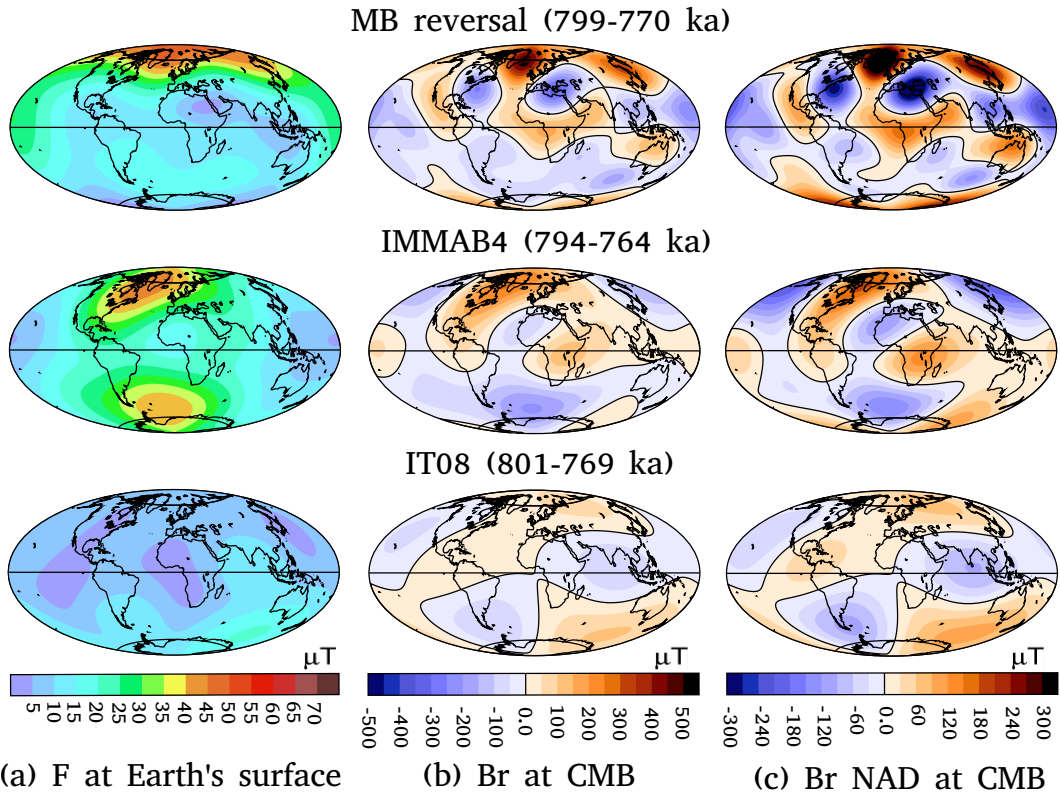 MB reversal (799-770 ka)
IMMAB4 (794-764 ka)
IT08 (801-769 ka)
μT μT μT
5 10 15 20 25 30 35 40 45 50 55 60 65 70
-500 -400 -300 -200 -100 0.0 100 200 300 400 500
-300 -240 -180 -120 -60 0.0 60 120 180 240 300
(a) F at Earth's surface (b) Br at CMB (c) Br NAD at CMB